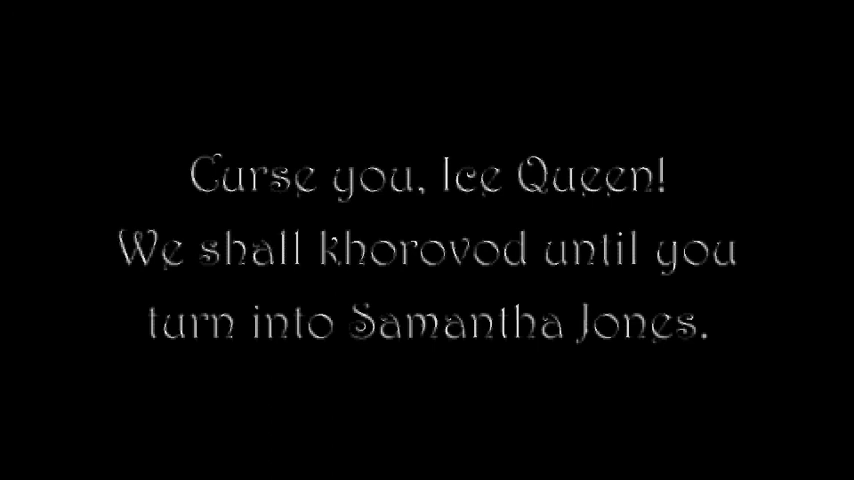 Curse you, Ice Queen!
We shall khorovod until you
turn into Samantha Jones.